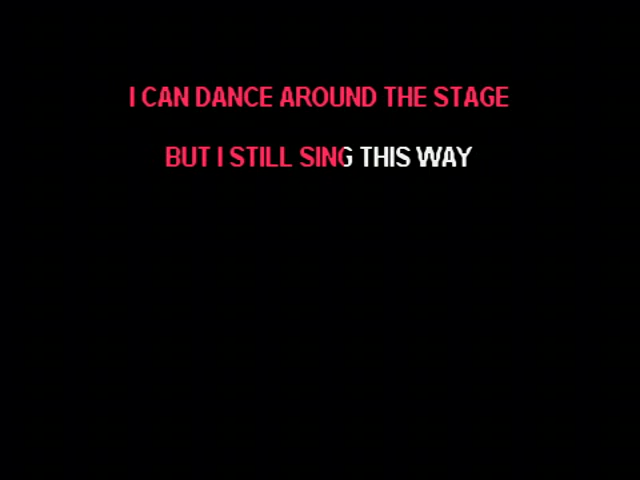 I CAN DANCE AROUND THE STAGE
BUT I STILL SING THIS WAY